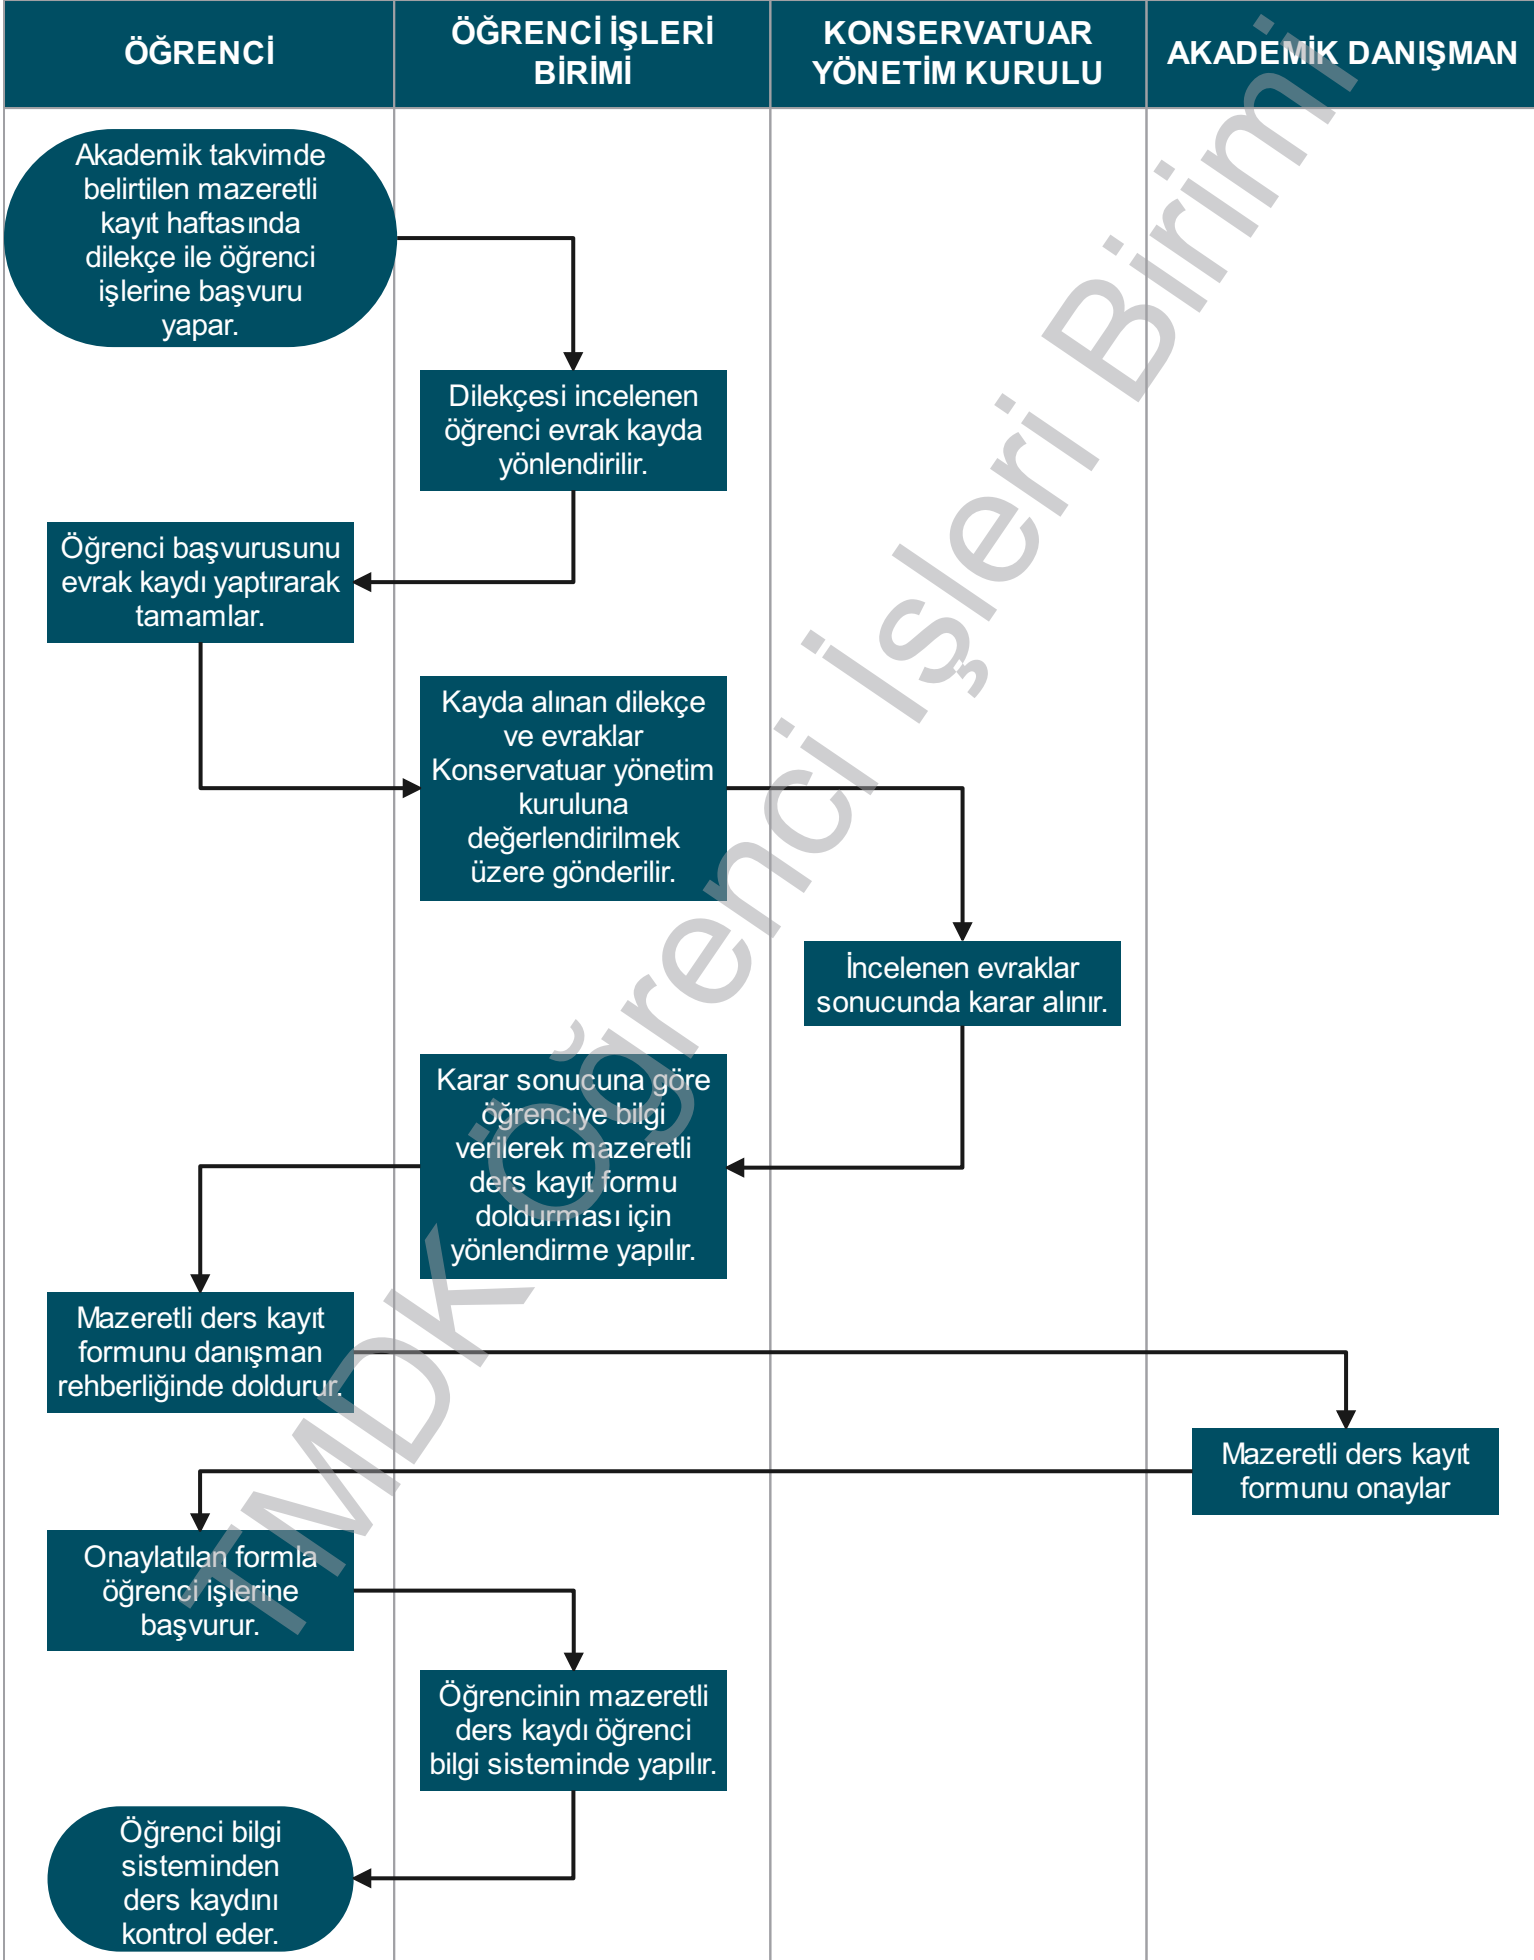 ÖĞRENCİ
ÖĞRENCİ İŞLERİ
BİRİMİ
KONSERVATUAR
YÖNETİM KURULU
AKADEMİK DANIŞMAN
Akademik takvimde
belirtilen mazeretli
kayıt haftasında
dilekçe ile öğrenci
işlerine başvuru
yapar.
Dilekçesi incelenen
öğrenci evrak kayda
yönlendirilir.
Öğrenci başvurusunu
evrak kaydı yaptırarak
tamamlar.
Kayda alınan dilekçe
ve evraklar
Konservatuar yönetim
kuruluna
değerlendirilmek
üzere gönderilir.
İncelenen evraklar
sonucunda karar alınır.
Karar sonucuna göre
öğrenciye bilgi
verilerek mazeretli
ders kayıt formu
doldurması için
yönlendirme yapılır.
Mazeretli ders kayıt
formunu danışman
rehberliğinde doldurur.
Mazeretli ders kayıt
formunu onaylar
Onaylatılan formla
öğrenci işlerine
başvurur.
Öğrencinin mazeretli
ders kaydı öğrenci
bilgi sisteminde yapılır.
Öğrenci bilgi
sisteminden
ders kaydını
kontrol eder.
TMDK Öğrenci İşleri Birimi